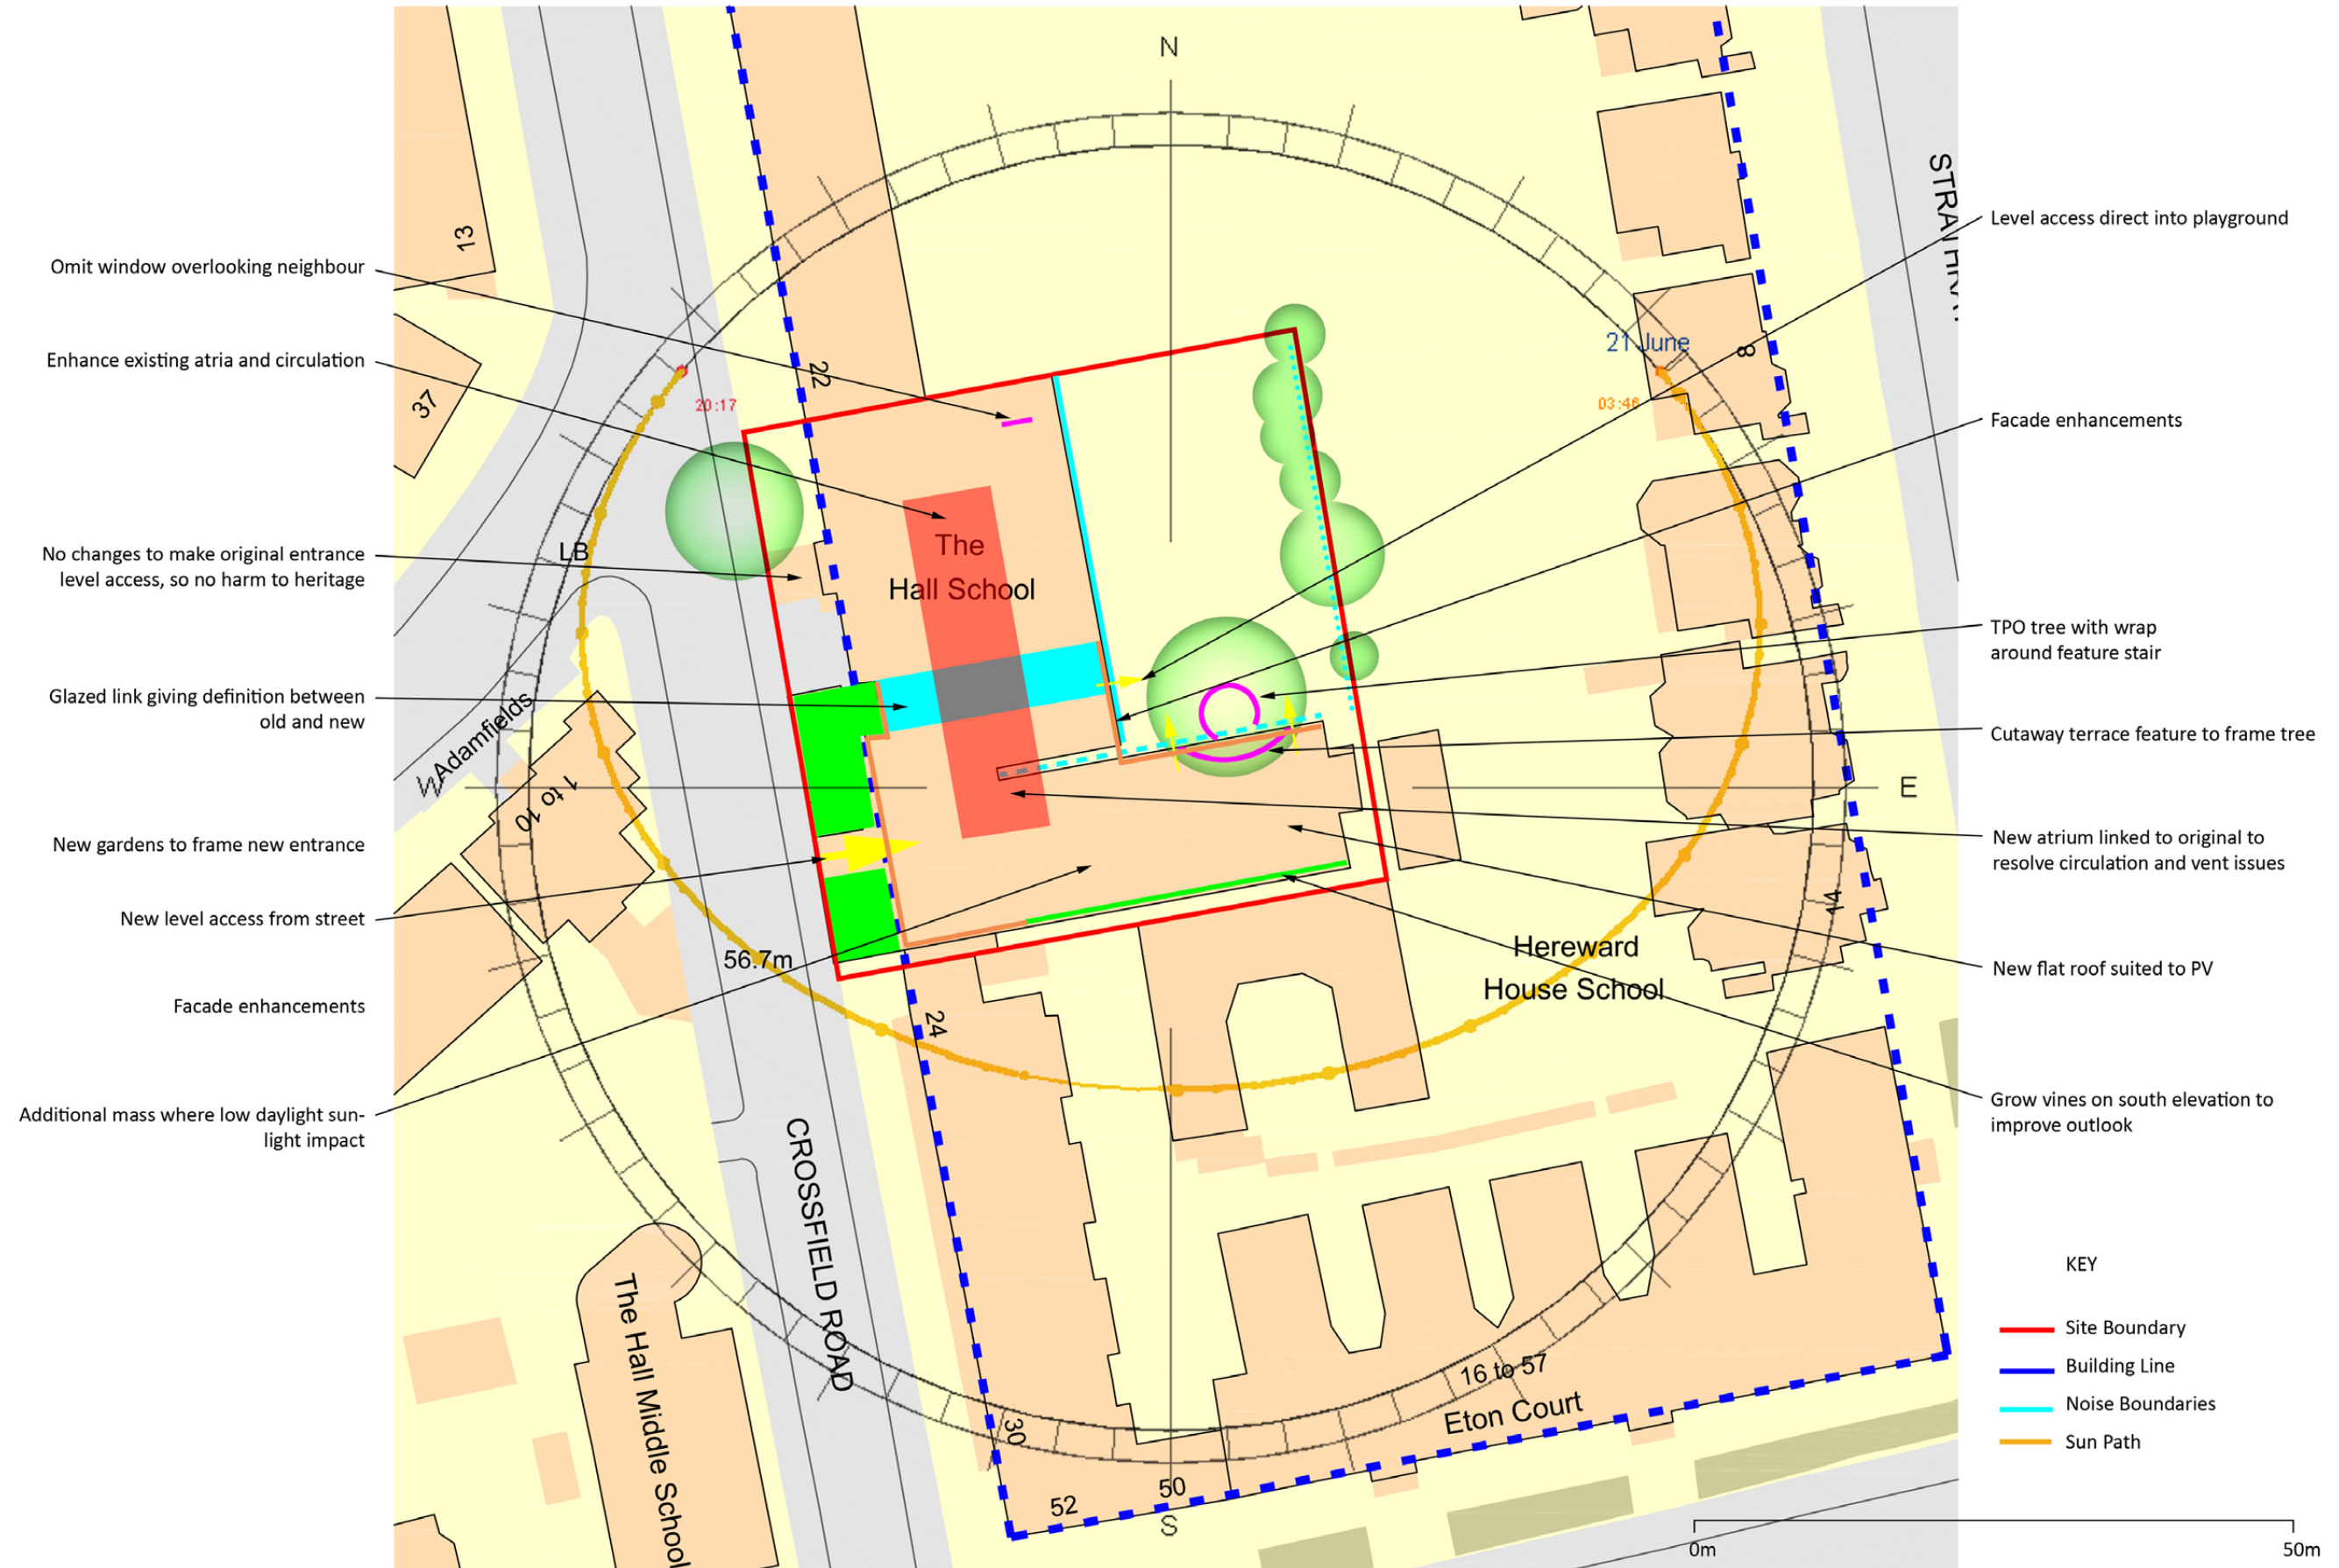 N
Omit window overlooking neighbour
Enhance existing atria and circulation
No changes to make original entrance
level access, so no harm to heritage
Glazed link giving definition between
old and new
New gardens to frame new entrance
New level access from street
Facade enhancements
Additional mass where low daylight sun-
light impact
13
37
22
20:17
LB
The
Hall School
W
Adamfields
1 to 10
56.7m
24
CROSSFIELD ROAD
The Hall Middle School
30
52
50
S
16 to 57
Eton Court
Hereward
House School
14
E
8
21 June
03:46
Level access direct into playground
Facade enhancements
TPO tree with wrap
around feature stair
Cutaway terrace feature to frame tree
New atrium linked to original to
resolve circulation and vent issues
New flat roof suited to PV
Grow vines on south elevation to
improve outlook
KEY
Site Boundary
Building Line
Noise Boundaries
Sun Path
0m
50m